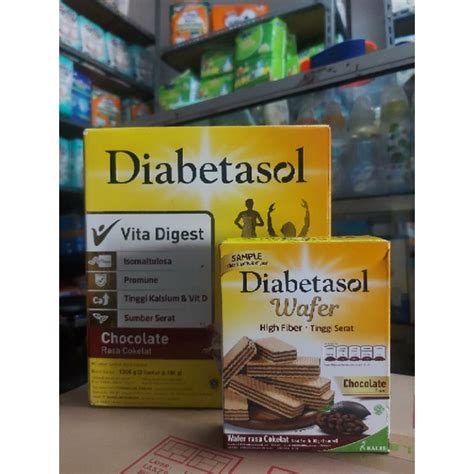 Diabetasol
Vita Digest
Isomaltulosa
Promune
Ca
Tinggi Kalsium & Vit D
Sumber Serat
Chocolate
Rasa Cokelat
SAMPLE
Diabetasol
Wafer
High Fiber · Tinggi Serat
Chocolate
Wafer rasa Cokelat
KALBE